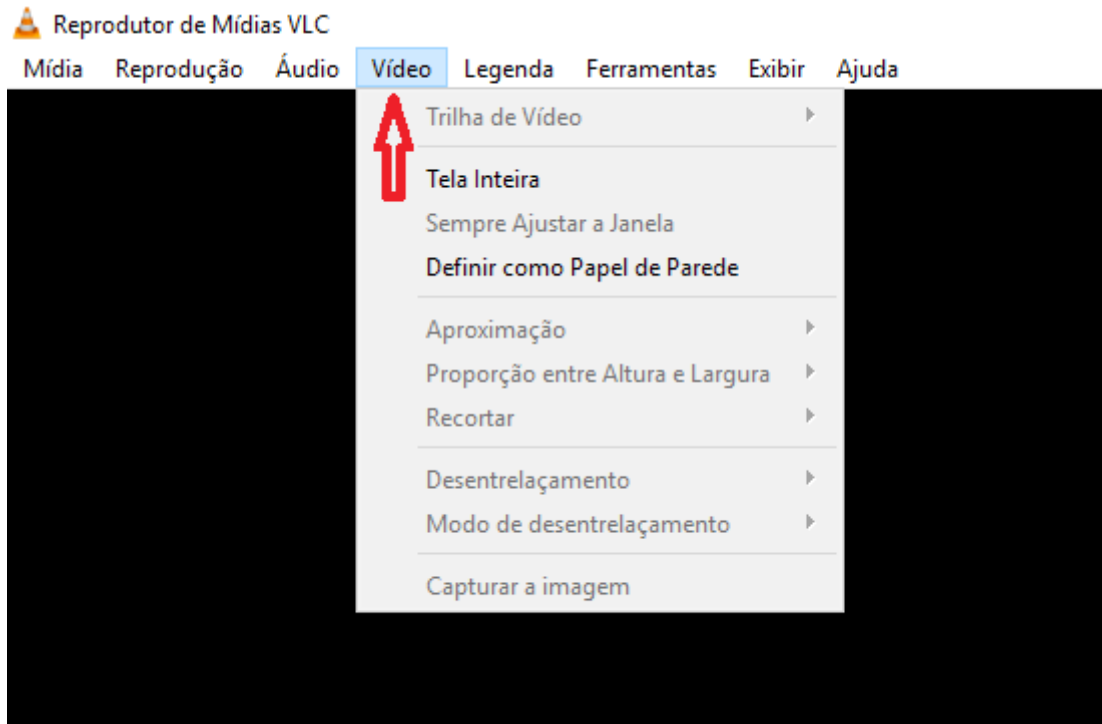 Reprodutor de Mídias VLC
Mídia Reprodução Áudio Vídeo Legenda Ferramentas Exibir Ajuda
Trilha de Vídeo
Tela Inteira
Sempre Ajustar a Janela
Definir como Papel de Parede
Aproximação
Proporção entre Altura e Largura
Recortar
Desentrelaçamento
Modo de desentrelaçamento
Capturar a imagem